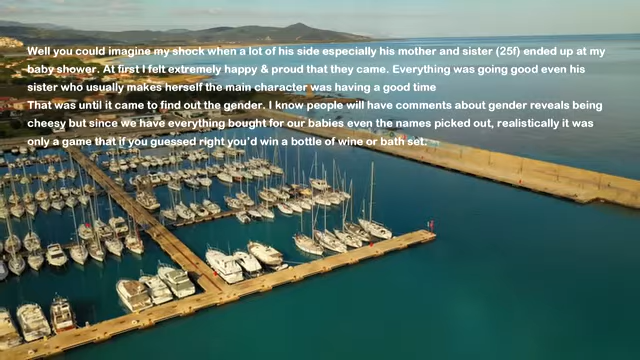 Well you could imagine my shock when a lot of his side especially his mother and sister (25f) ended up at my
baby shower. At first I felt extremely happy & proud that they came. Everything was going good even his
sister who usually makes herself the main character was having a good time
That was until it came to find out the gender. I know people will have comments about gender reveals being
cheesy but since we have everything bought for our babies even the names picked out, realistically it was
only a game that if you guessed right you'd win a bottle of wine or bath set.